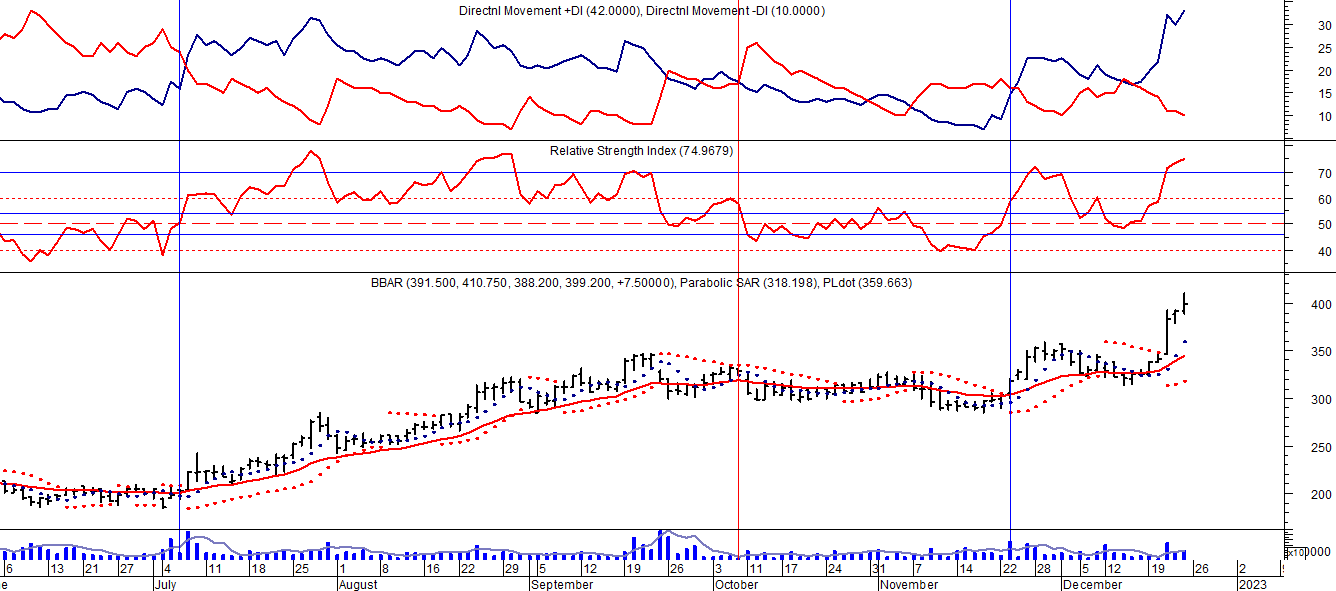 Directnl Movement +DI (42.0000), Directnl Movement -DI (10.0000)
30
25
20
15
10
Relative Strength Index (74.9679)
70
60
50
40
BBAR (391.500, 410.750, 388.200, 399.200, +7.50000), Parabolic SAR (318.198), PLdot (359.663)
400
350
300
250
200
6 13 21 27 4 11 18 25 1 8 16 22 29 5 12 19 26 3 11 17 24 31 7 14 22 28 5 12 19 26 2
e July August September October November December 2023